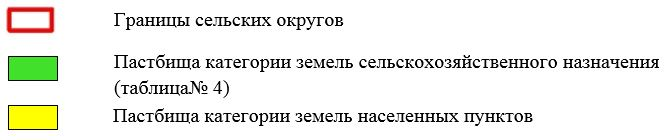 Границы сельских округов
Пастбища категории земель сельскохозяйственного назначения
(таблица№ 4)
Пастбища категории земель населенных пунктов